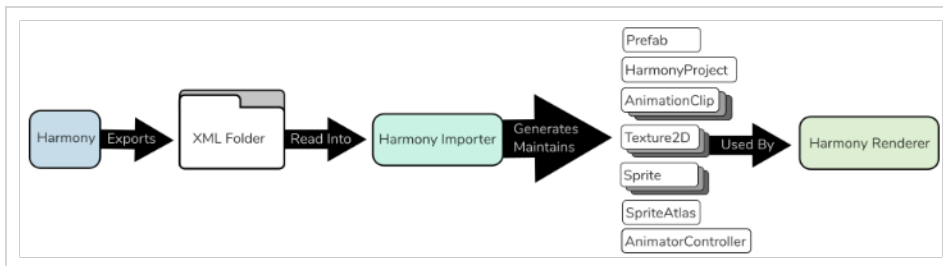 Harmony
Exports
XML Folder
Read Into
Harmony Importer
Generates
Maintains
Prefab
HarmonyProject
AnimationClip
Texture2D
Sprite
SpriteAtlas
AnimatorController
Used By
Harmony Renderer